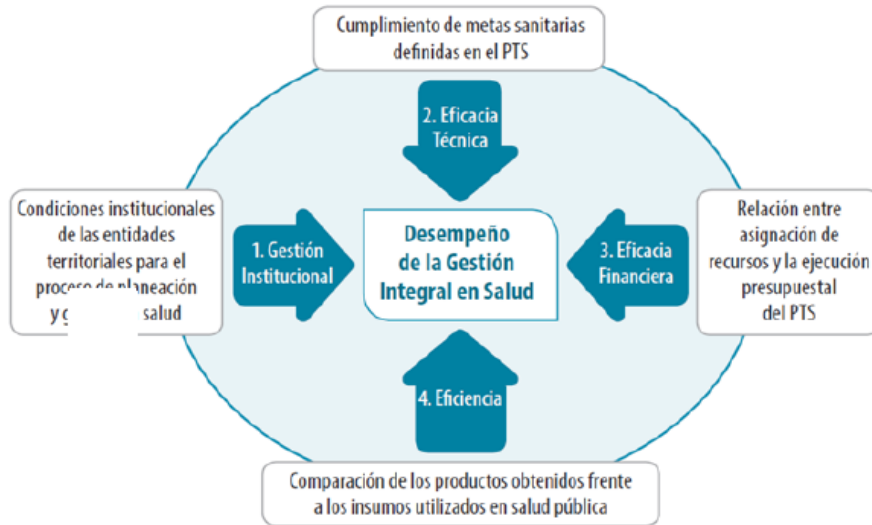 Cumplimiento de metas sanitarias
definidas en el PTS
2. Eficacia
Técnica
Condiciones institucionales
de las entidades
territoriales para el
proceso de planeación
y salud
1. Gestión
Institucional
Desempeño
de la Gestión
Integral en Salud
3. Eficacia
Financiera
Relación entre
asignación de
recursos y la ejecución
presupuestal
del PTS
4. Eficiencia
Comparación de los productos obtenidos frente
a los insumos utilizados en salud pública